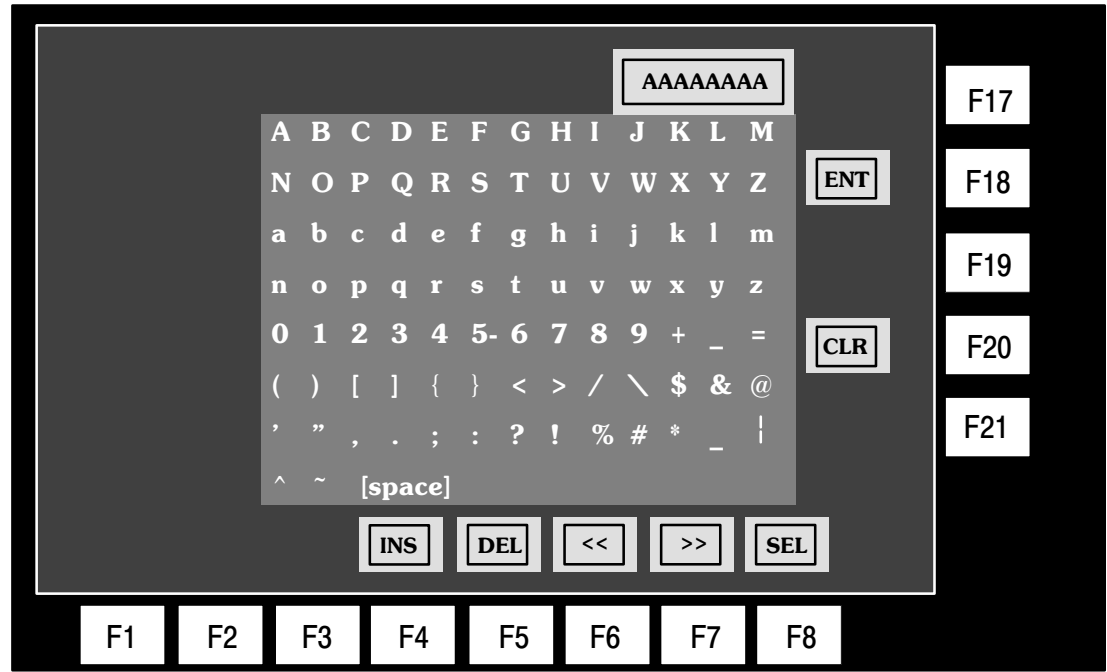 AAAAAAAA
F17
A B C D E F G H I J K L M
N O P Q R S T U V W X Y Z
ENT
F18
a b c d e f g h i j k l m
F19
n o p q r s t u v w x y z
0 1 2 3 4 5- 6 7 8 9 + _ =
CLR
F20
( ) [ ] { } < > / \ $ & @
’ ” , . ; : ? ! % # * _ ¦
F21
^ ~ [space]
INS DEL << >> SEL
F1 F2 F3 F4 F5 F6 F7 F8